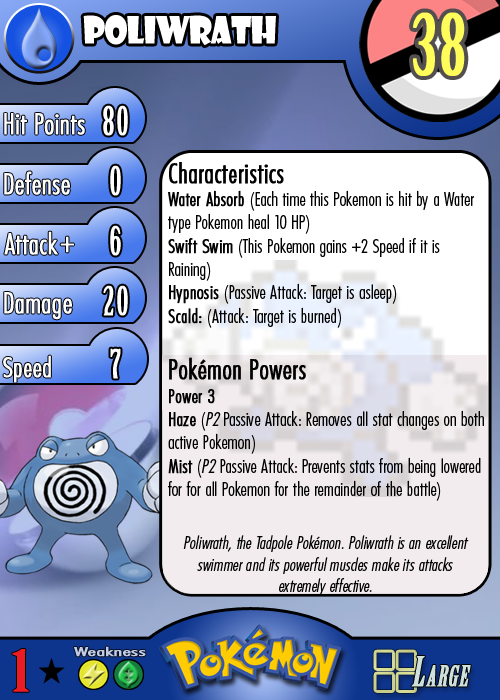 POLIWRATH
38
Hit Points 80
Defense 0
Attack+ 6
Damage 20
Speed 7
Characteristics
Water Absorb (Each time this Pokemon is hit by a Water
type Pokemon heal 10 HP)
Swift Swim (This Pokemon gains +2 Speed if it is
Raining)
Hypnosis (Passive Attack: Target is asleep)
Scald: (Attack: Target is burned)
Pokémon Powers
Power 3
Haze (P2 Passive Attack: Removes all stat changes on both
active Pokemon)
Mist (P2 Passive Attack: Prevents stats from being lowered
for for all Pokemon for the remainder of the battle)
Poliwrath, the Tadpole Pokémon. Poliwrath is an excellent
swimmer and its powerful muscles make its attacks
extremely effective.
1 ★
Weakness
POKéMON
LARGE